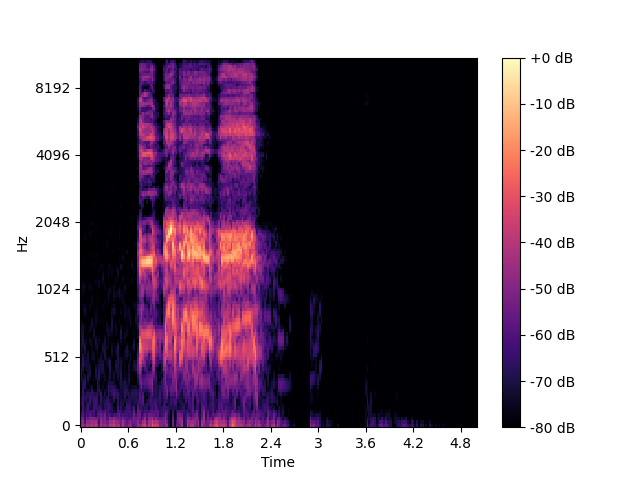 8192
4096
2048
1024
512
0
Hz
0 0.6 1.2 1.8 2.4 3 3.6 4.2 4.8
Time
+0 dB
-10 dB
-20 dB
-30 dB
-40 dB
-50 dB
-60 dB
-70 dB
-80 dB